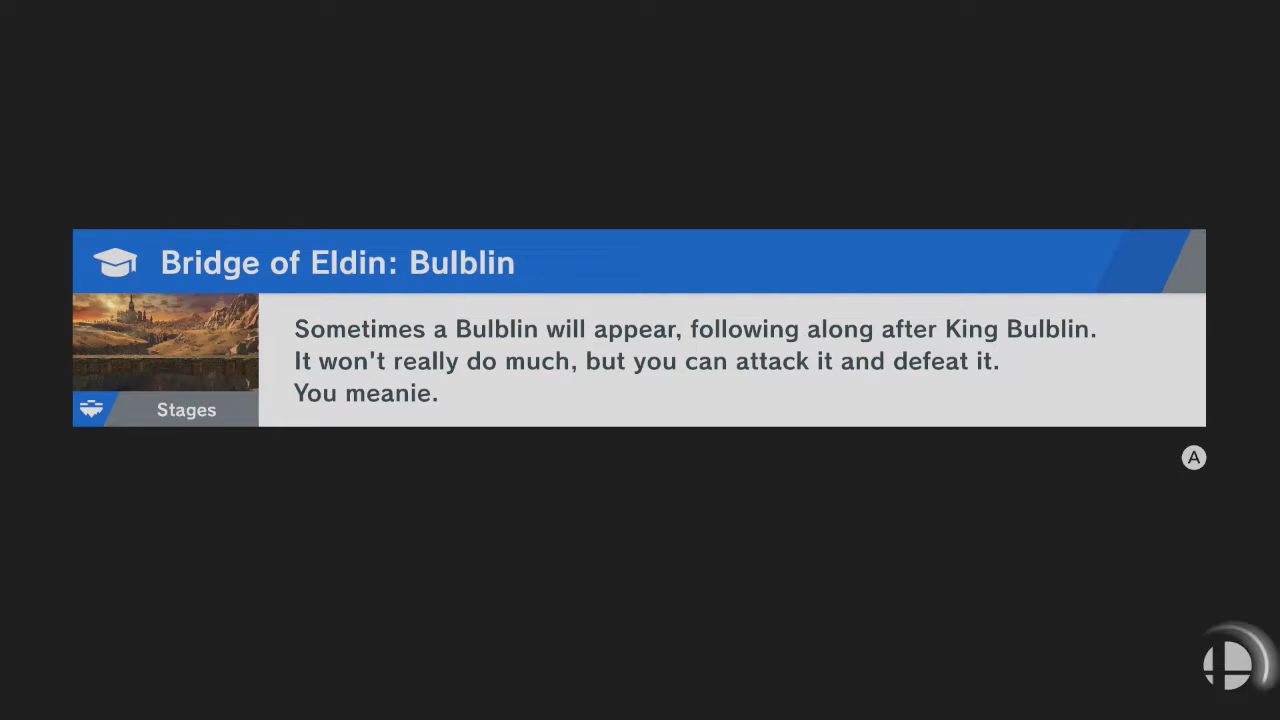 Bridge of Eldin: Bulblin
Sometimes a Bulblin will appear, following along after King Bulblin.
It won't really do much, but you can attack it and defeat it.
You meanie.
Stages
A